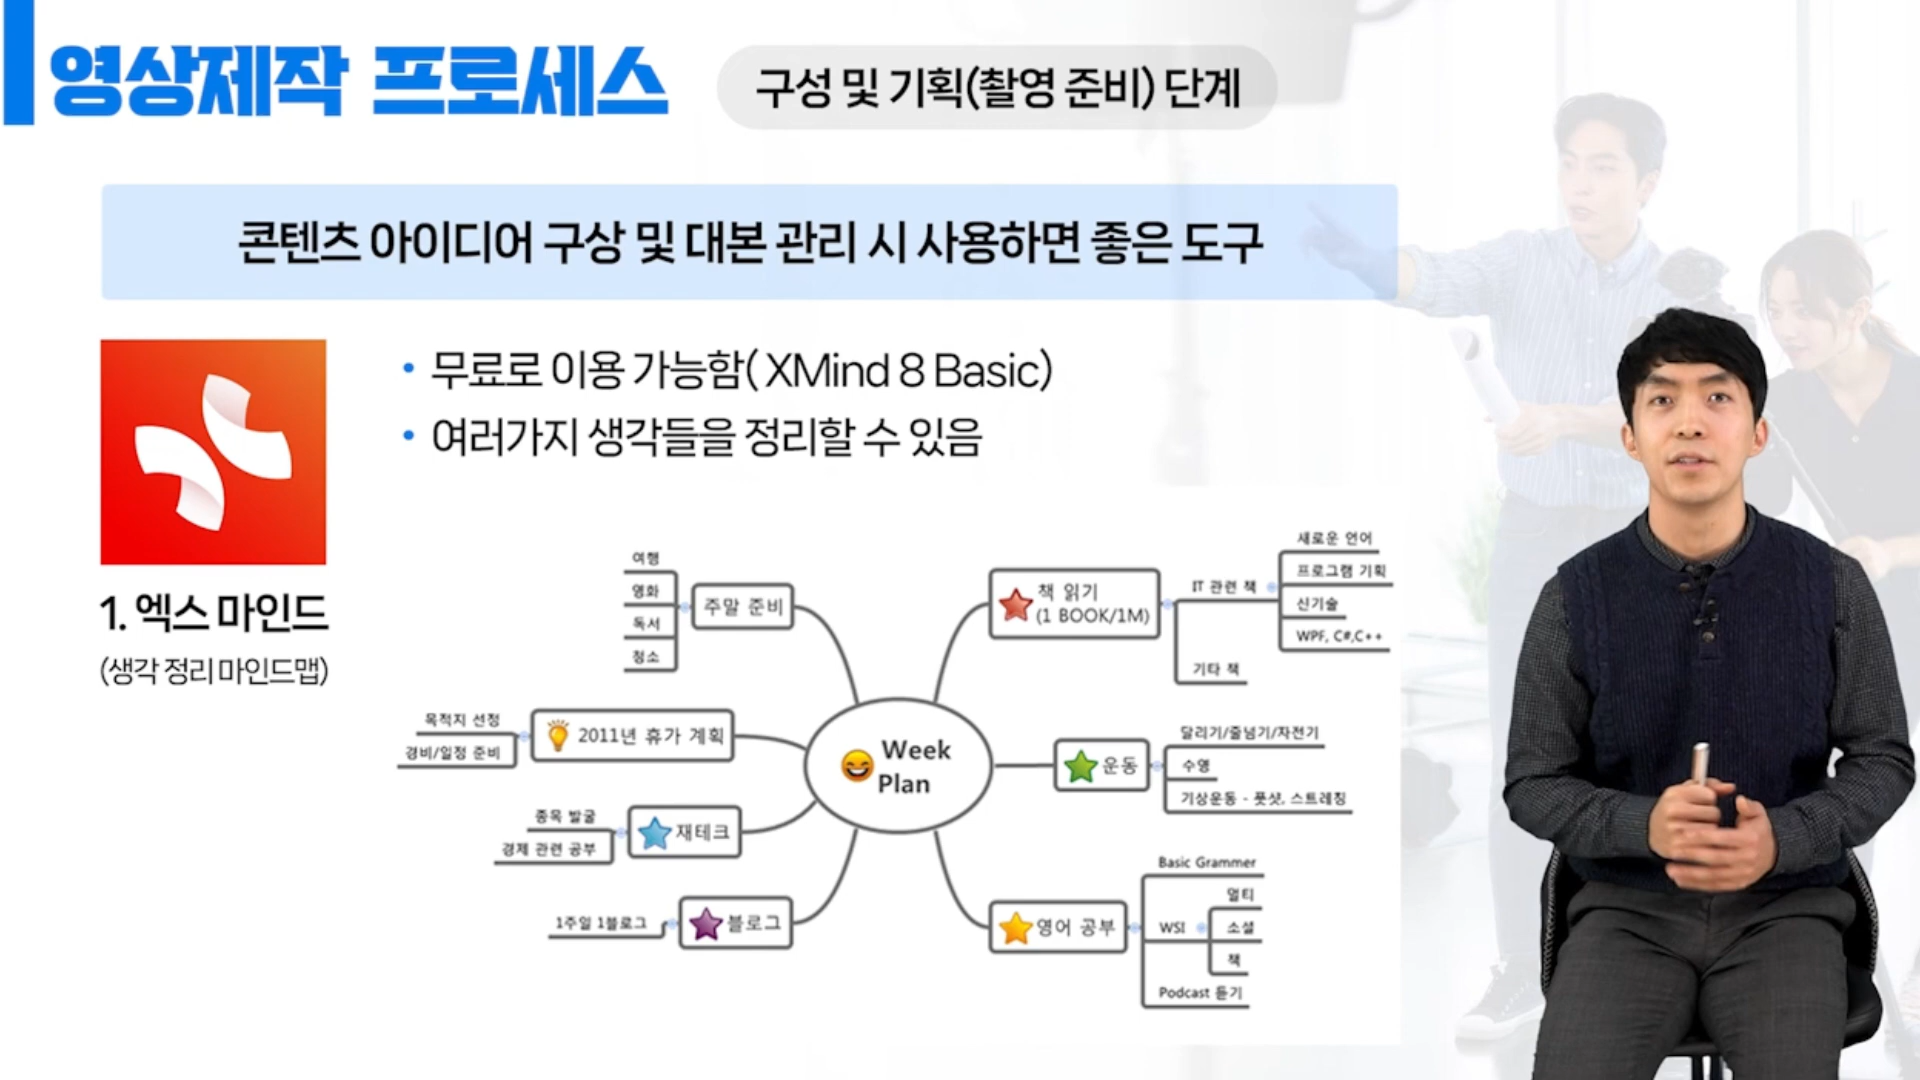 영상제작 프로세스
구성 및 기획(촬영 준비) 단계
콘텐츠 아이디어 구상 및 대본 관리 시 사용하면 좋은 도구
• 무료로 이용 가능함( XMind 8 Basic)
• 여러가지 생각들을 정리할 수 있음
1. 엑스 마인드
(생각 정리 마인드맵)
Week
Plan
주말 준비
여행
영화
독서
청소
2011년 휴가 계획
목적지 선정
경비/일정 준비
재테크
종목 발굴
경제 관련 공부
블로그
1주일 1블로그
책 읽기
(1 BOOK/1M)
IT 관련 책
새로운 언어
프로그램 기획
신기술
WPF, C#,C++
기타 책
운동
달리기/줄넘기/자전기
수영
기상운동 - 풋샷, 스트레칭
영어 공부
Basic Grammer
WSI
멀티
소셜
책
Podcast 듣기